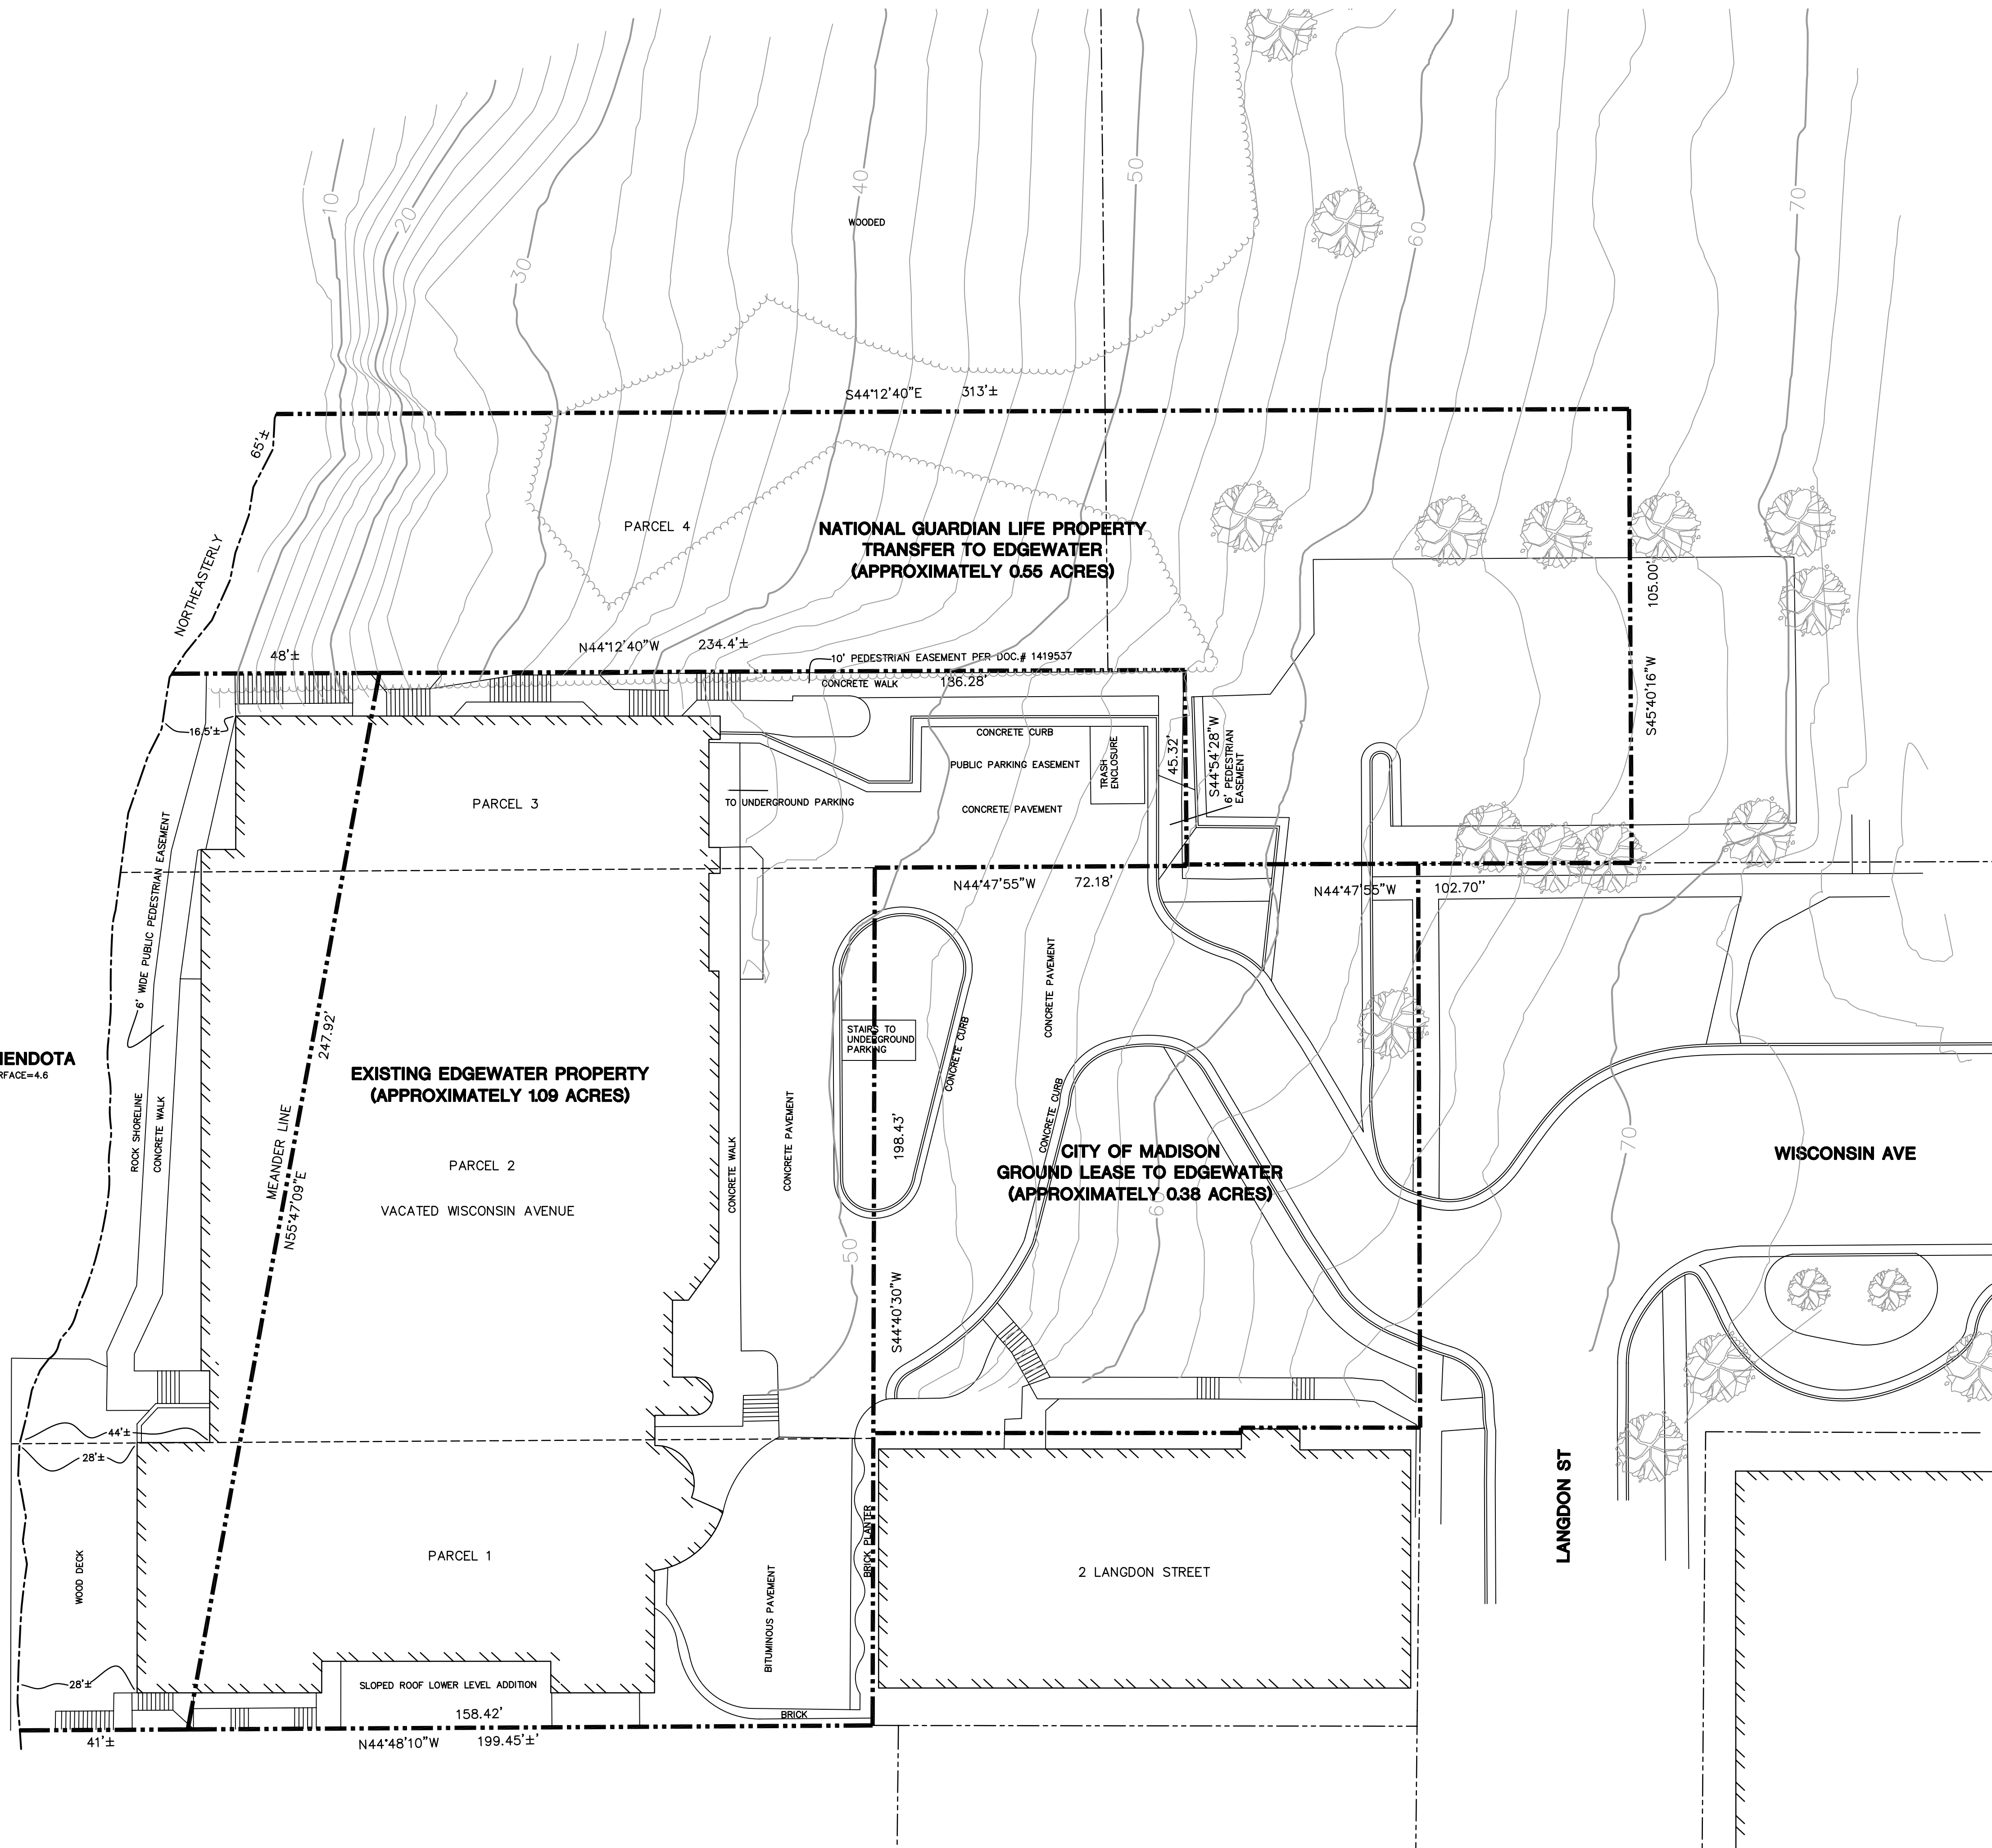 10
20
30
40
50
60
70
WOODED
S44°12'40"E 313'±
65'±
NORTHEASTERLY
PARCEL 4
NATIONAL GUARDIAN LIFE PROPERTY
TRANSFER TO EDGEWATER
(APPROXIMATELY 0.55 ACRES)
105.00'
S45°40'16"W
48'±
N44°12'40"W 234.4'±
10' PEDESTRIAN EASEMENT PER DOC.# 1419537
CONCRETE WALK
136.28'
16.5'±
CONCRETE CURB
PUBLIC PARKING EASEMENT
TRASH
ENCLOSURE
45.32'
S44°54'28"W
6' PEDESTRIAN
EASEMENT
PARCEL 3
TO UNDERGROUND PARKING
CONCRETE PAVEMENT
N44°47'55"W 72.18'
N44°47'55"W 102.70''
6' WIDE PUBLIC PEDESTRIAN EASEMENT
CONCRETE PAVEMENT
STAIRS TO
UNDERGROUND
PARKING
CONCRETE CURB
MENDOTA
RFACE=4.6
247.92'
EXISTING EDGEWATER PROPERTY
(APPROXIMATELY 1.09 ACRES)
ROCK SHORELINE
CONCRETE WALK
MEANDER LINE
N55°47'09"E
PARCEL 2
VACATED WISCONSIN AVENUE
CONCRETE WALK
CONCRETE PAVEMENT
198.43'
S44°40'30"W
CONCRETE CURB
CITY OF MADISON
GROUND LEASE TO EDGEWATER
(APPROXIMATELY 0.38 ACRES)
WISCONSIN AVE
70
50
60
44'±
28'±
WOOD DECK
PARCEL 1
BRICK PLANTER
BITUMINOUS PAVEMENT
2 LANGDON STREET
LANGDON ST
28'±
SLOPED ROOF LOWER LEVEL ADDITION
158.42'
BRICK
41'±
N44°48'10"W 199.45'±'